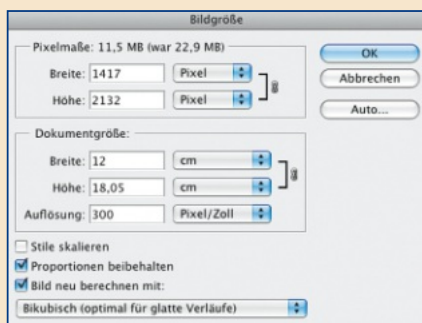 Bildgröße
Pixelmaße: 11,5 MB (war 22,9 MB)
Breite: 1417 Pixel
Höhe: 2132 Pixel
OK
Abbrechen
Auto...
Dokumentgröße:
Breite: 12 cm
Höhe: 18,05 cm
Auflösung: 300 Pixel/Zoll
Stile skalieren
Proportionen beibehalten
Bild neu berechnen mit:
Bikubisch (optimal für glatte Verläufe)